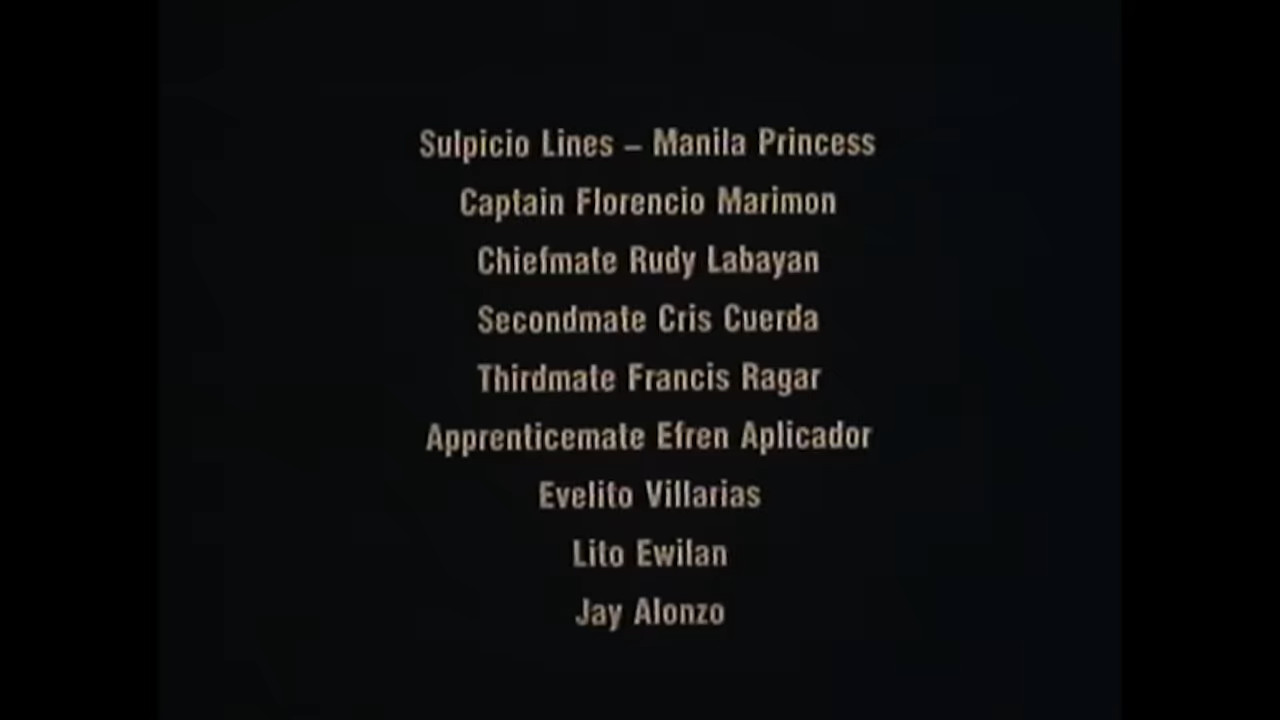 Sulpicio Lines – Manila Princess
Captain Florencio Marimon
Chiefmate Rudy Labayan
Secondmate Cris Cuerda
Thirdmate Francis Ragar
Apprenticemate Efren Aplicador
Evelito Villarias
Lito Ewilan
Jay Alonzo